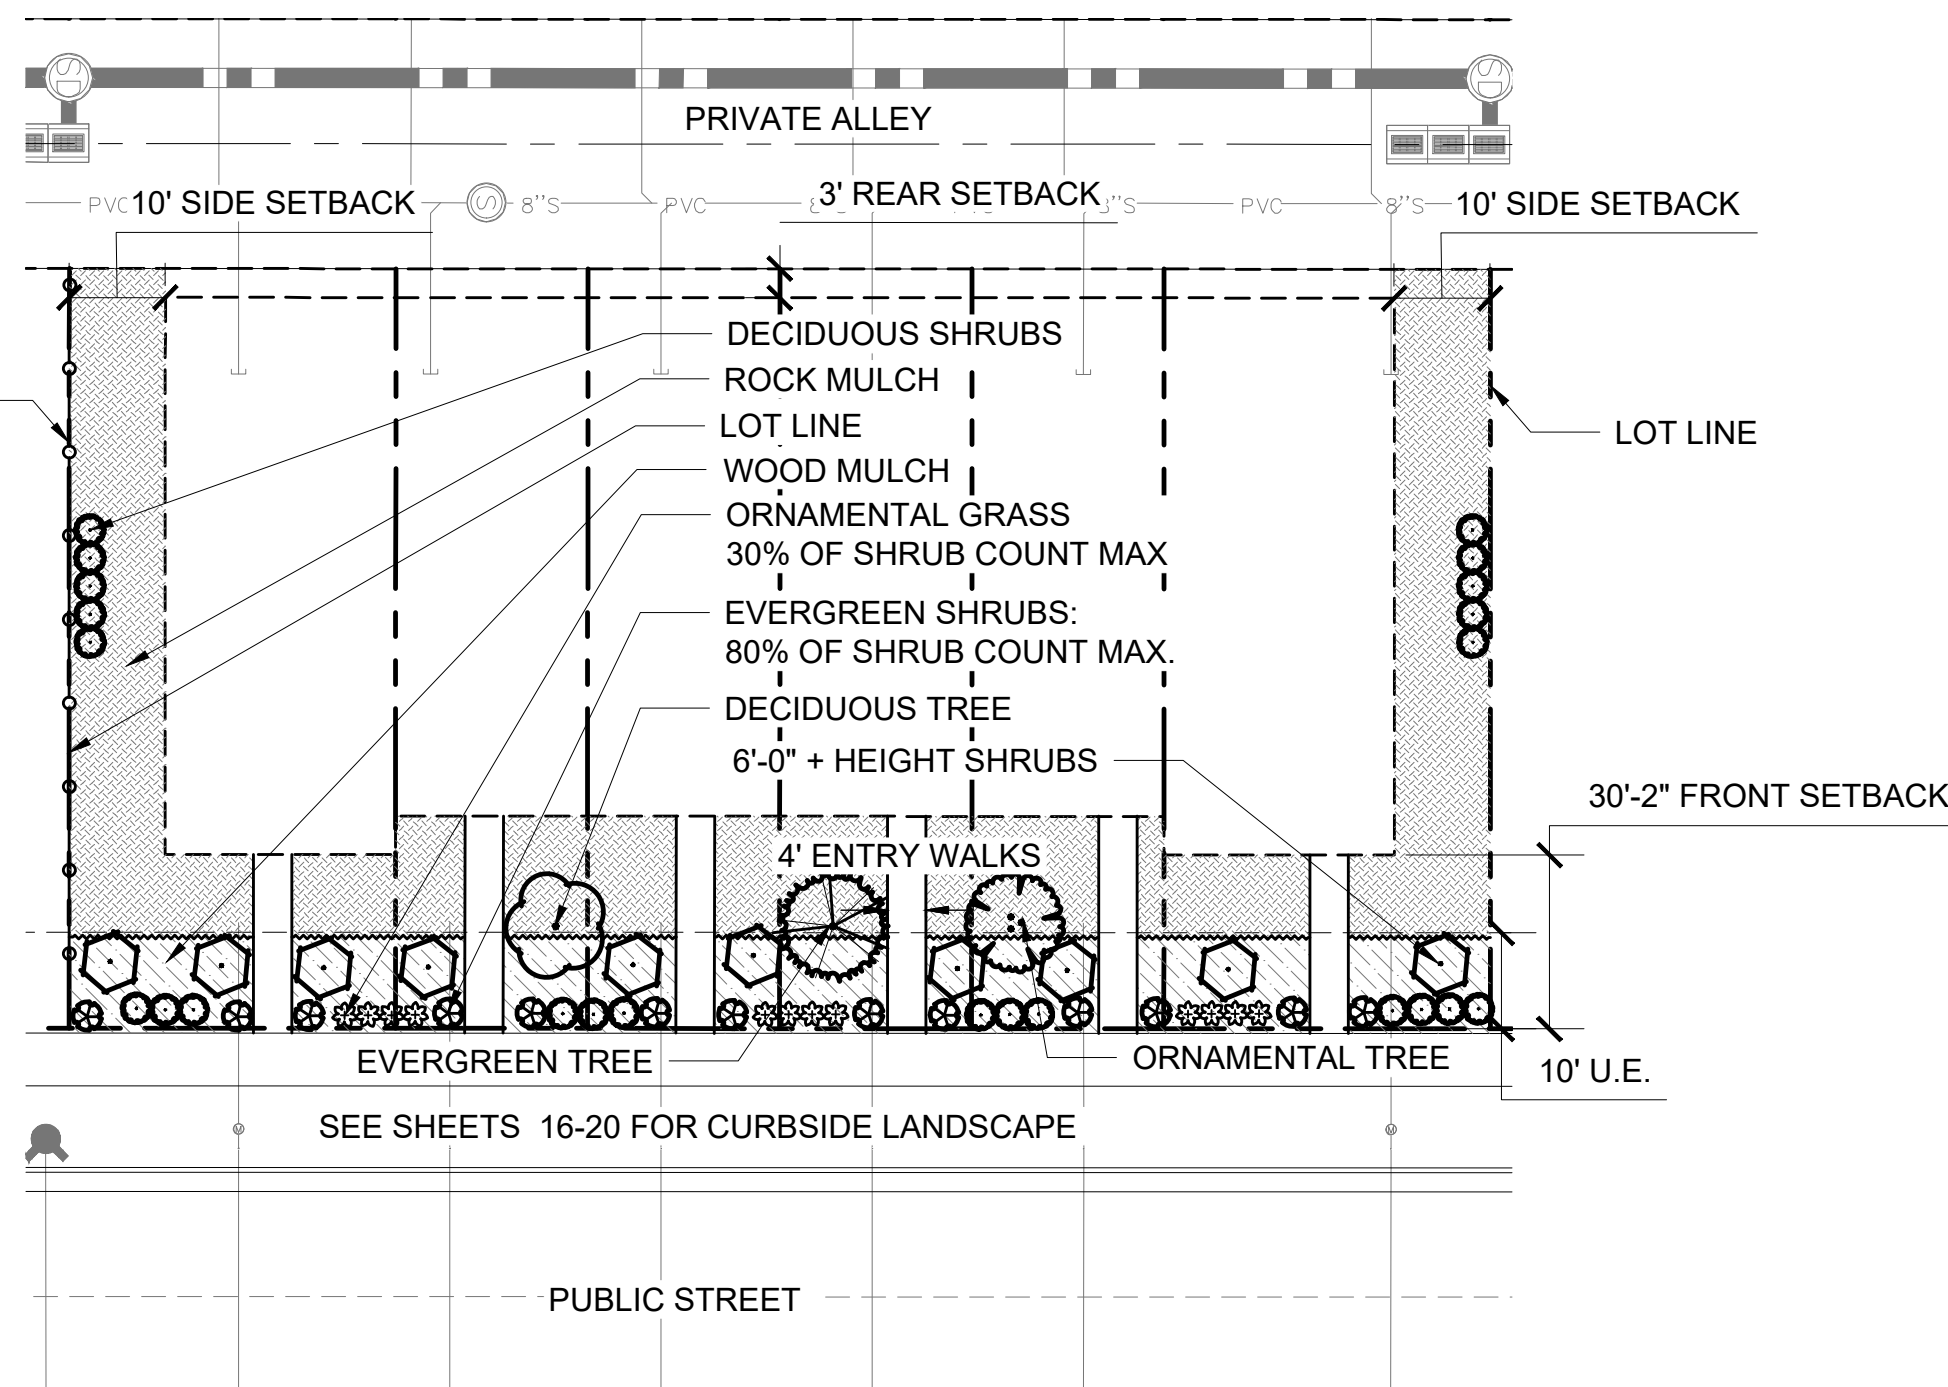 PRIVATE ALLEY
PVC 10' SIDE SETBACK S 8"S PVC 3' REAR SETBACK "S PVC 8"S 10' SIDE SETBACK
DECIDUOUS SHRUBS
ROCK MULCH
LOT LINE
LOT LINE
WOOD MULCH
ORNAMENTAL GRASS
30% OF SHRUB COUNT MAX
EVERGREEN SHRUBS:
80% OF SHRUB COUNT MAX.
DECIDUOUS TREE
6'-0" + HEIGHT SHRUBS
30'-2" FRONT SETBACK
4' ENTRY WALKS
EVERGREEN TREE
ORNAMENTAL TREE
10' U.E.
SEE SHEETS 16-20 FOR CURBSIDE LANDSCAPE
M
M
PUBLIC STREET